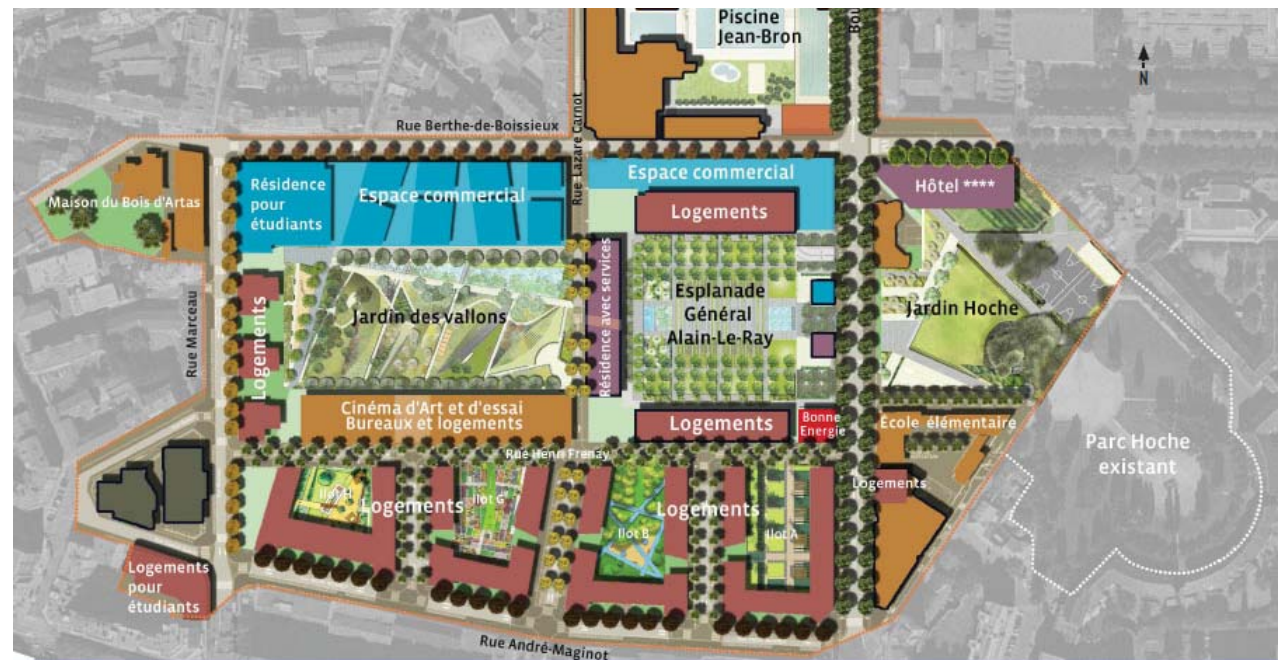 Piscine
Jean-Bron
Bou
N
Rue Berthe-de-Boissieux
Rue Lazare Carnot
Maison du Bois d'Artas
Résidence
pour
étudiants
Espace commercial
Espace commercial
Logements
Hôtel ****
Rue Marceau
Logements
Jardin des vallons
Résidence avec services
Esplanade
Général
Alain-Le-Ray
Jardin Hoche
Cinéma d'Art et d'essai
Bureaux et logements
Logements
Bonne
Energie
École élémentaire
Parc Hoche
existant
Rue Henri Frenay
Logements
Ilot H
Logements
Ilot G
Logements
Ilot B
Ilot A
Logements
pour
étudiants
Rue André-Maginot